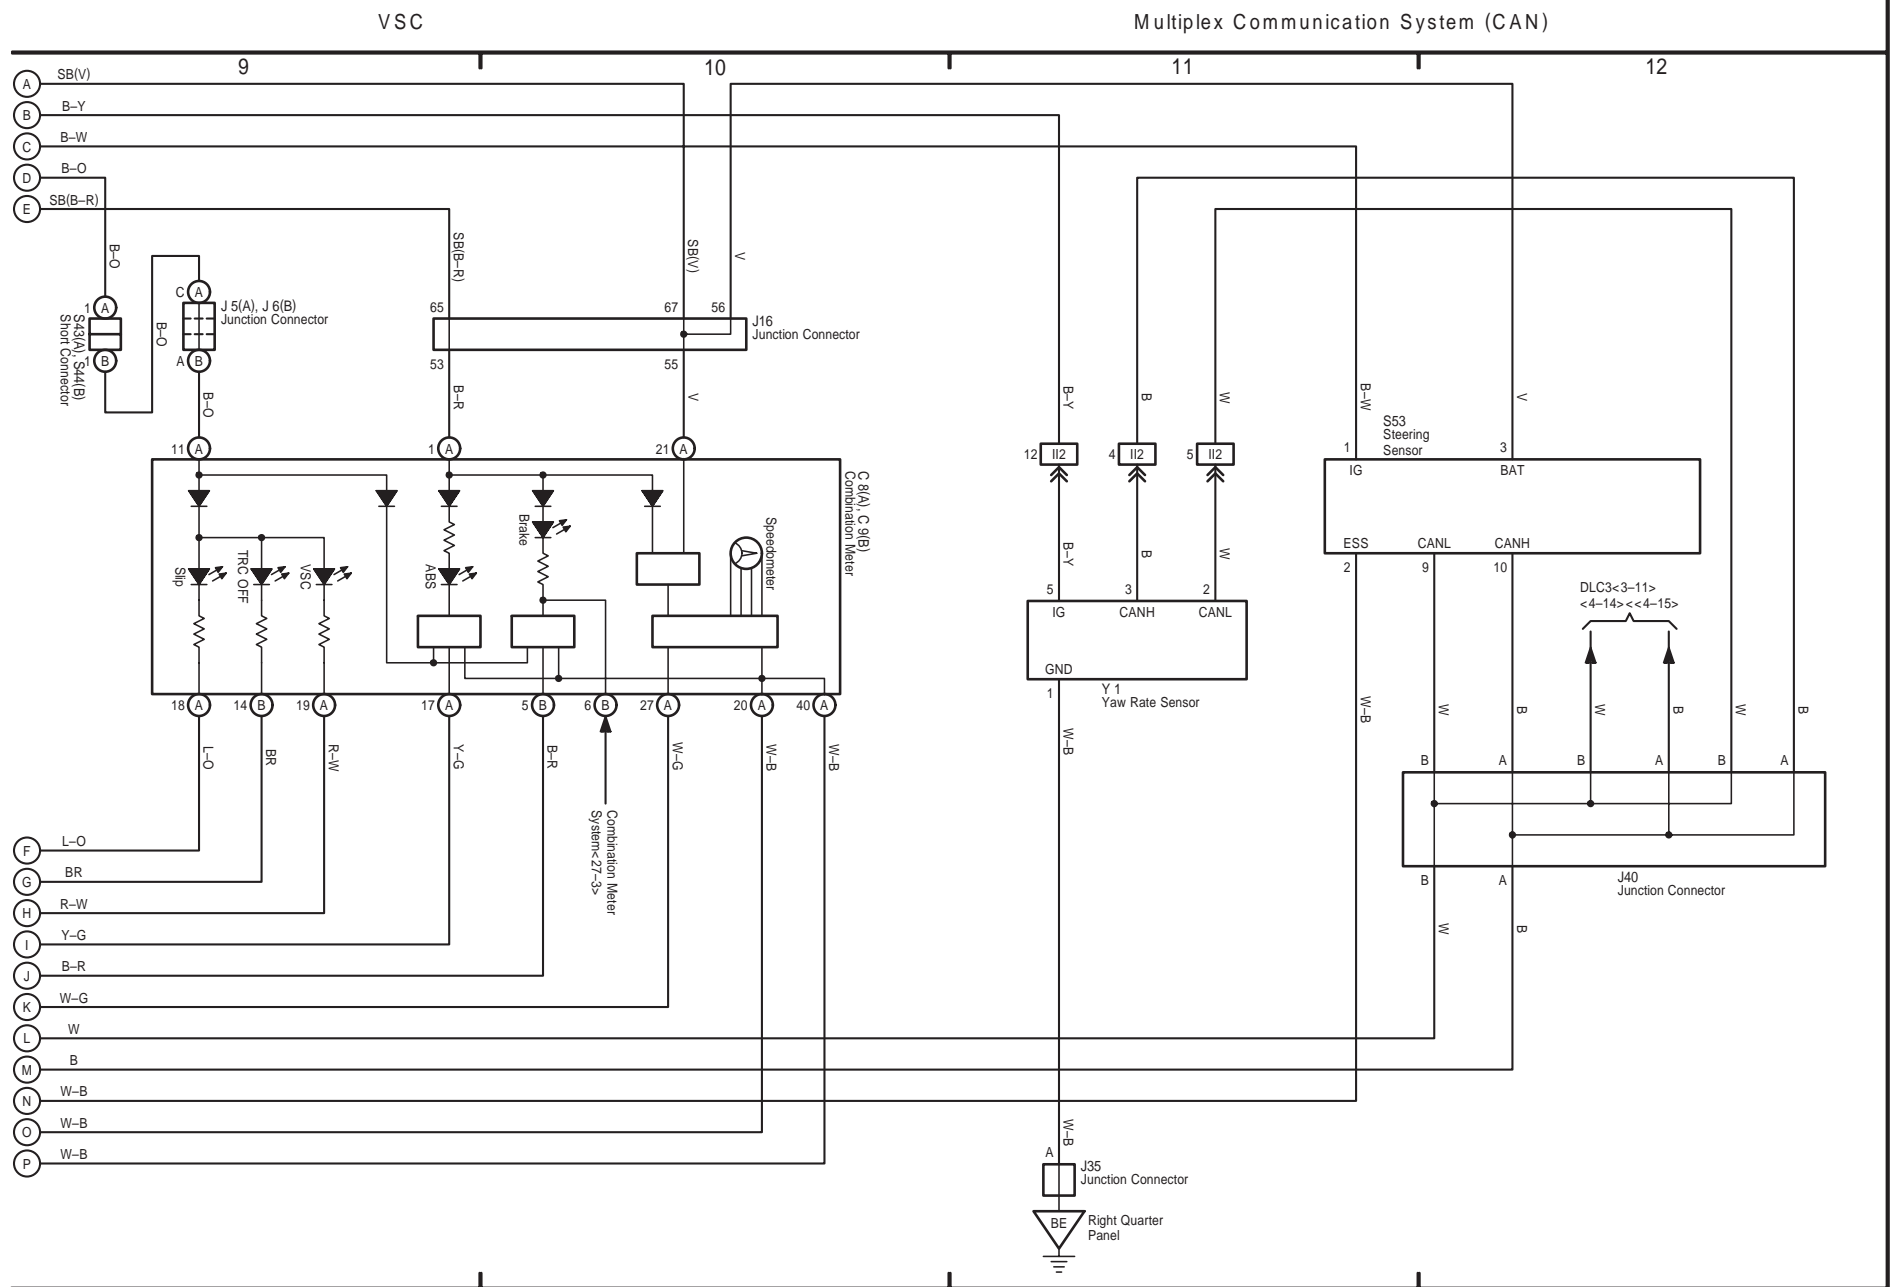 VSC
Multiplex Communication System (CAN)
9
10
11
12
A
SB(V)
B
B–Y
C
B–W
D
B–O
E
SB(B–R)
B–O
1
A
1
B
S43(A), S44(B)
Short Connector
B–O
C
A
J 5(A), J 6(B)
Junction Connector
A
B
B–O
SB(B–R)
SB(V)
V
65
67
56
J16
Junction Connector
53
55
B–R
V
11
A
1
A
21
A
C 8(A), C 9(B)
Combination Meter
Slip
TRC OFF
VSC
ABS
Brake
Speedometer
18
A
14
B
19
A
17
A
5
B
6
B
27
A
20
A
40
A
L–O
BR
R–W
Y–G
B–R
W–G
W–B
W–B
Combination Meter
System<27–3>
B–Y
B
W
12
II2
4
II2
5
II2
B–Y
B
W
5
3
2
IG
CANH
CANL
GND
1
Y 1
Yaw Rate Sensor
W–B
B–W
V
S53
Steering
Sensor
1
3
IG
BAT
ESS
CANL
CANH
2
9
10
DLC3<3–11>
<4–14><<4–15>
W–B
W
B
W
B
W
B
B
A
B
A
B
A
B
A
J40
Junction Connector
W
B
F
L–O
G
BR
H
R–W
I
Y–G
J
B–R
K
W–G
L
W
M
B
N
W–B
O
W–B
P
W–B
W–B
A
J35
Junction Connector
BE
Right Quarter
Panel